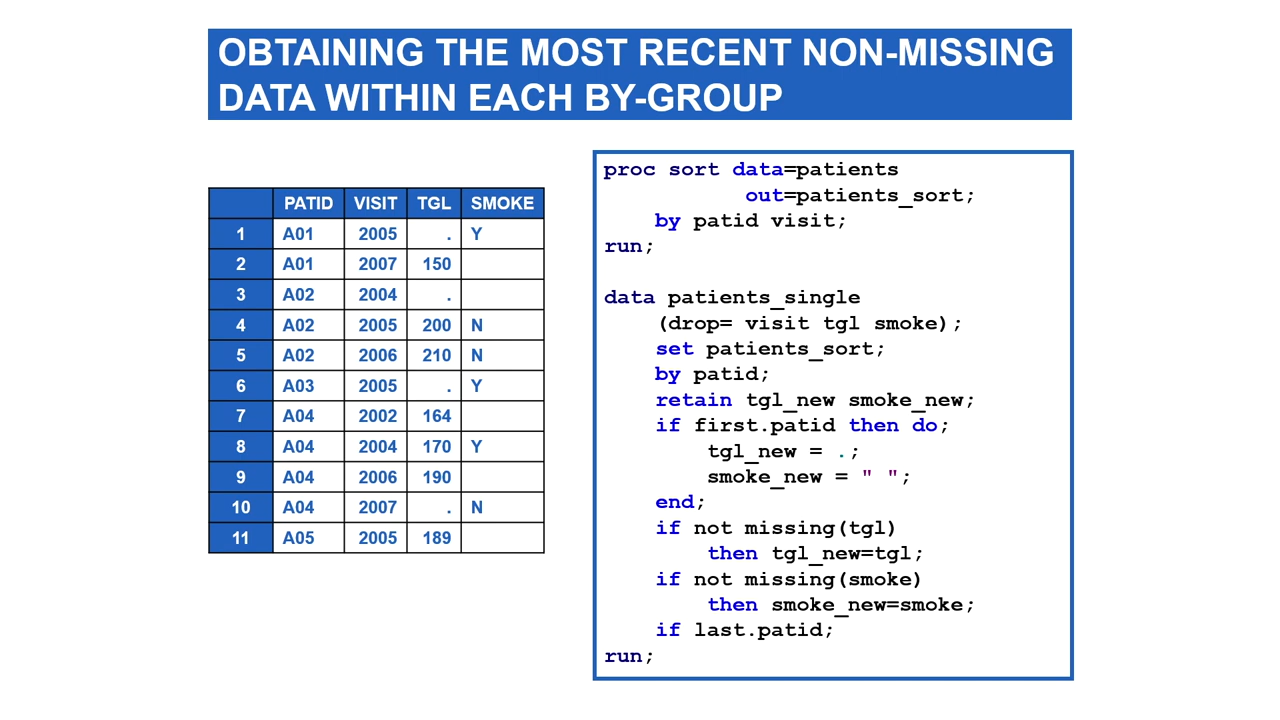 OBTAINING THE MOST RECENT NON-MISSING
DATA WITHIN EACH BY-GROUP
PATID VISIT TGL SMOKE
1 A01 2005 . Y
2 A01 2007 150
3 A02 2004 .
4 A02 2005 200 N
5 A02 2006 210 N
6 A03 2005 . Y
7 A04 2002 164
8 A04 2004 170 Y
9 A04 2006 190
10 A04 2007 . N
11 A05 2005 189
proc sort data=patients
out=patients_sort;
by patid visit;
run;
data patients_single
(drop= visit tgl smoke);
set patients_sort;
by patid;
retain tgl_new smoke_new;
if first.patid then do;
tgl_new = .;
smoke_new = " ";
end;
if not missing(tgl)
then tgl_new=tgl;
if not missing(smoke)
then smoke_new=smoke;
if last.patid;
run;